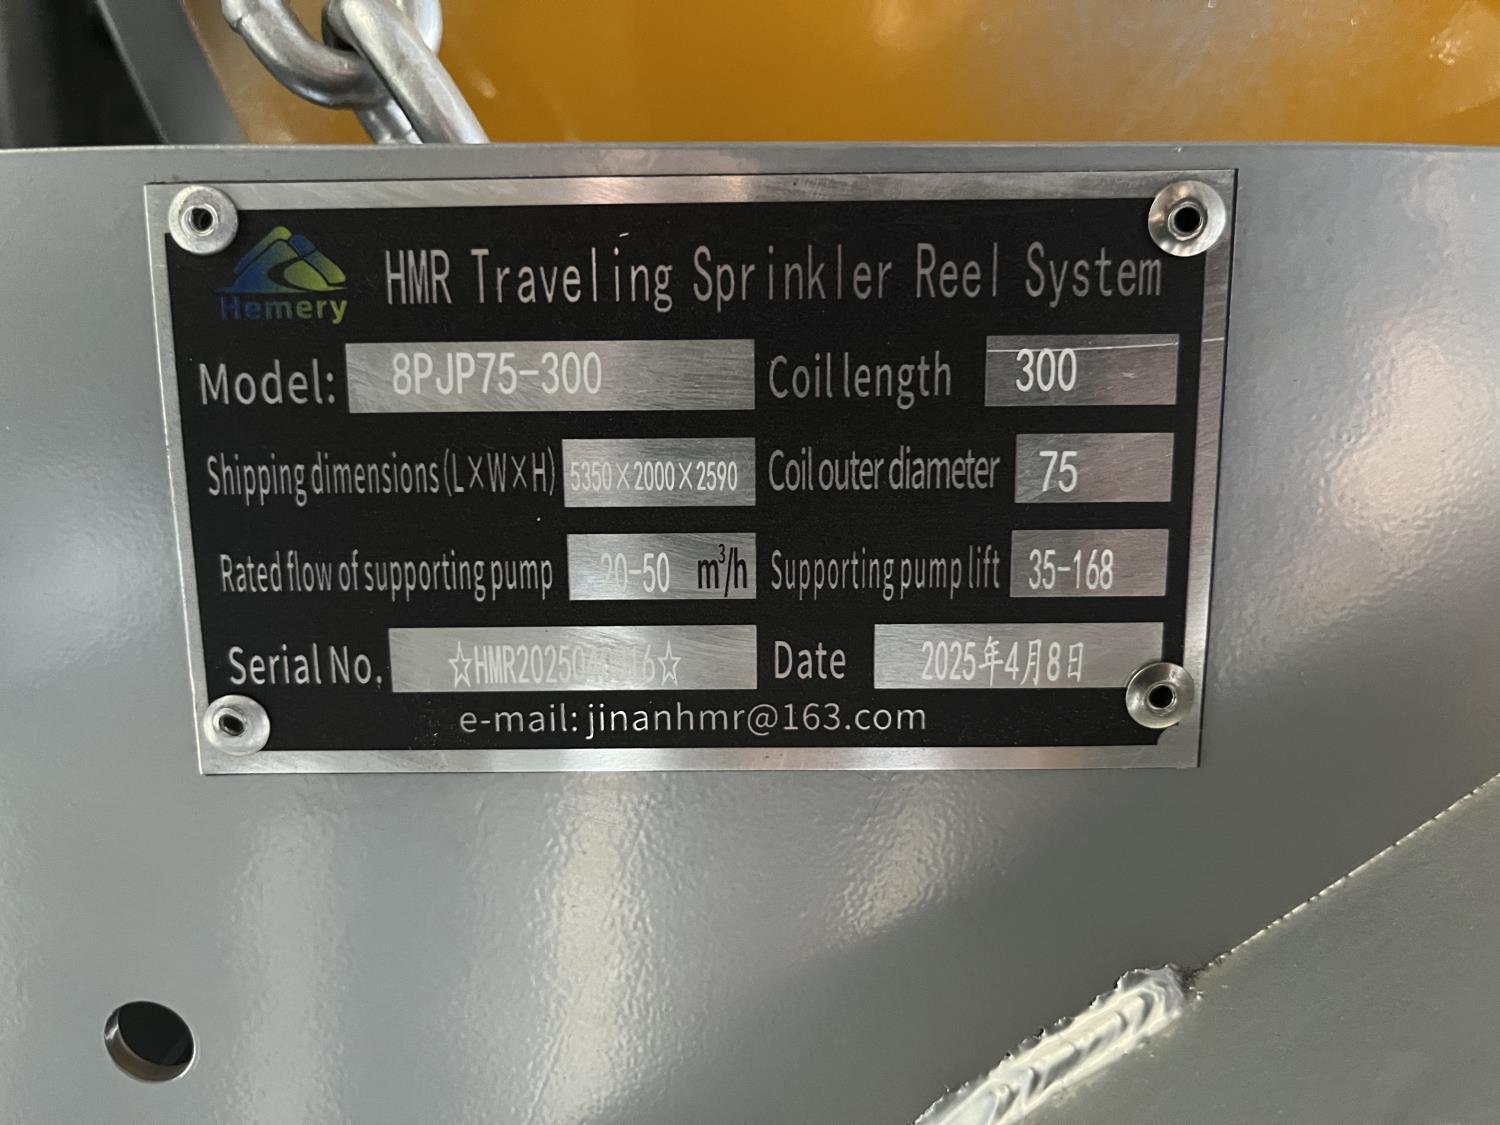 Hemery
HMR Traveling Sprinkler Reel System
Model: 8PJP75-300 Coil length 300
Shipping dimensions(L×W×H) 5350×2000×2590 Coil outer diameter 75
Rated flow of supporting pump 20-50 m³/h Supporting pump lift 35-168
Serial No. Date 2025年4月8日
e-mail: jinanhmr@163.com